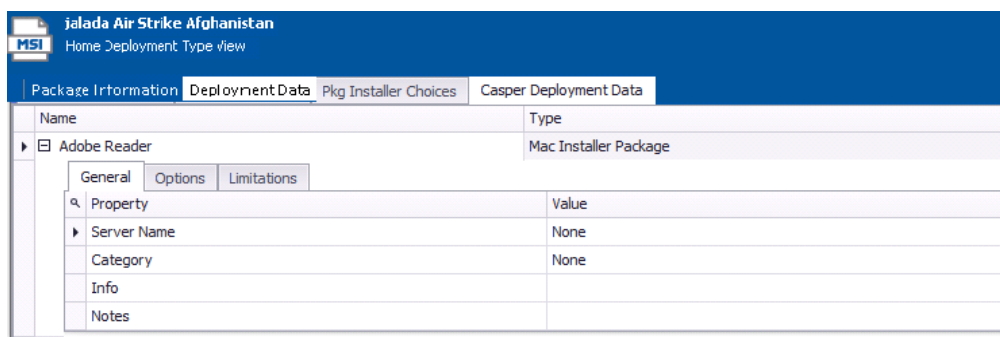 jalada Air Strike Afghanistan
MSI
Home Deployment Type View
Package Information Deployment Data Pkg Installer Choices Casper Deployment Data
Name Type
Adobe Reader Mac Installer Package
General Options Limitations
Property Value
Server Name None
Category None
Info
Notes